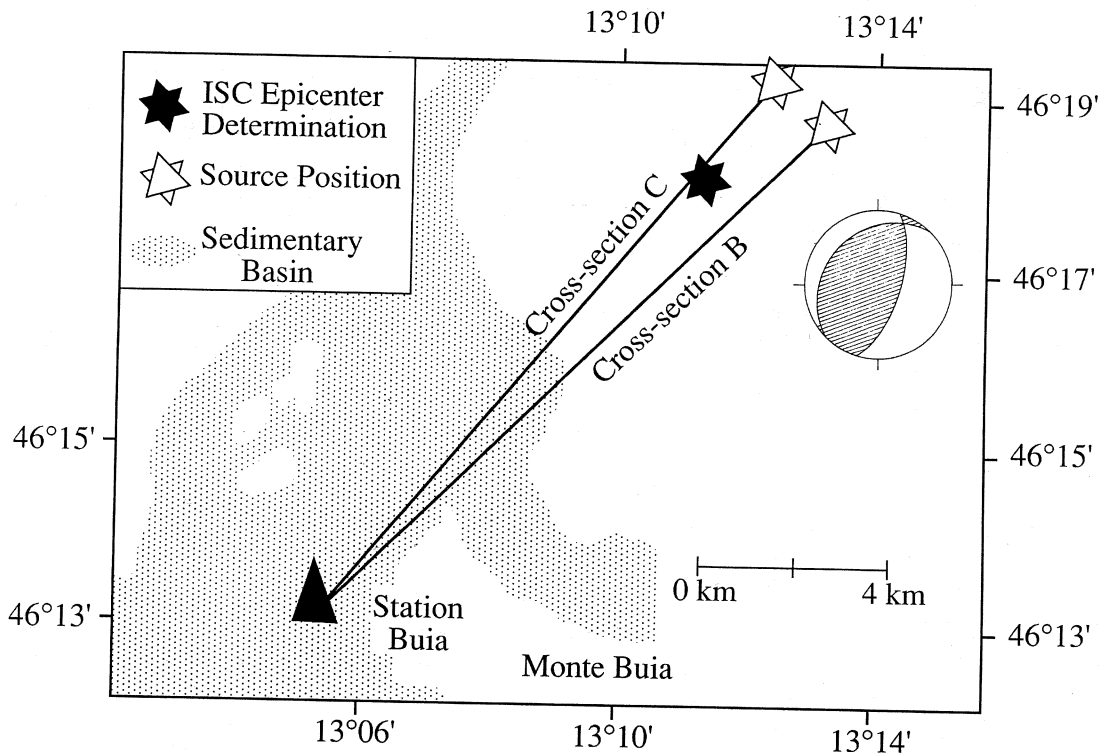 13°10'
13°14'
ISC Epicenter
Determination
Source Position
Sedimentary
Basin
46°19'
46°17'
46°15'
46°13'
Cross-section C
Cross-section B
46°15'
46°13'
0 km
4 km
Station
Buia
Monte Buia
13°06'
13°10'
13°14'